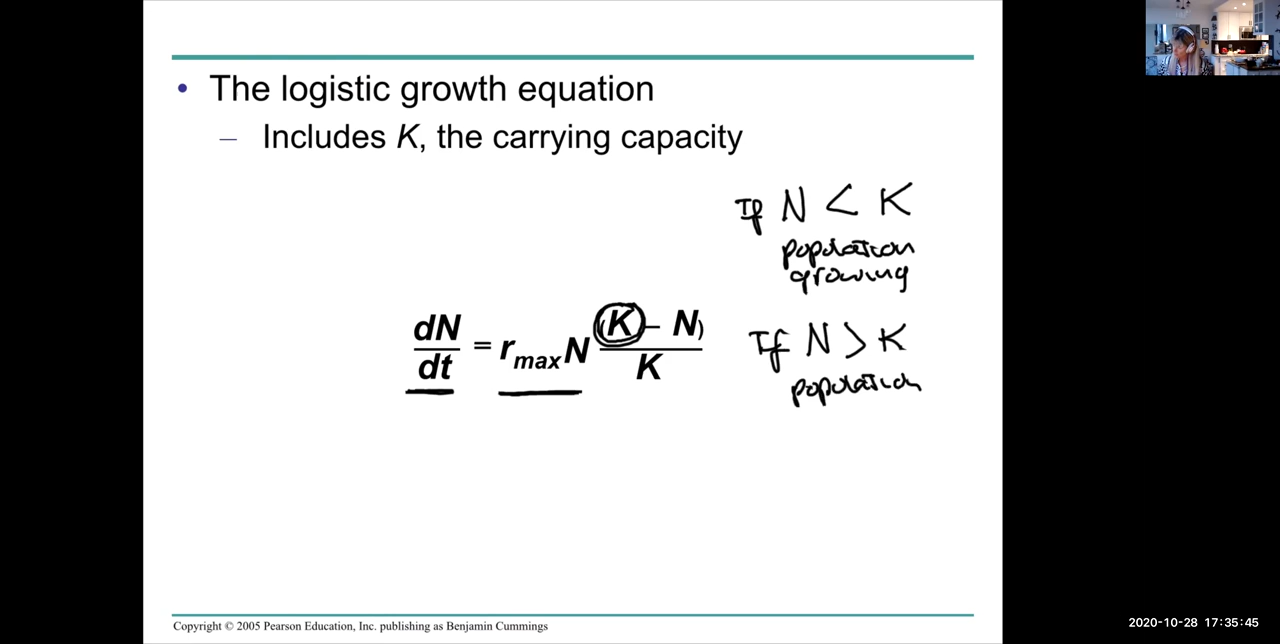 • The logistic growth equation
– Includes K, the carrying capacity
If N < K
population
growing
dN/dt = r_max N (K – N)/K
If N > K
population
Copyright © 2005 Pearson Education, Inc. publishing as Benjamin Cummings
2020-10-28 17:35:45